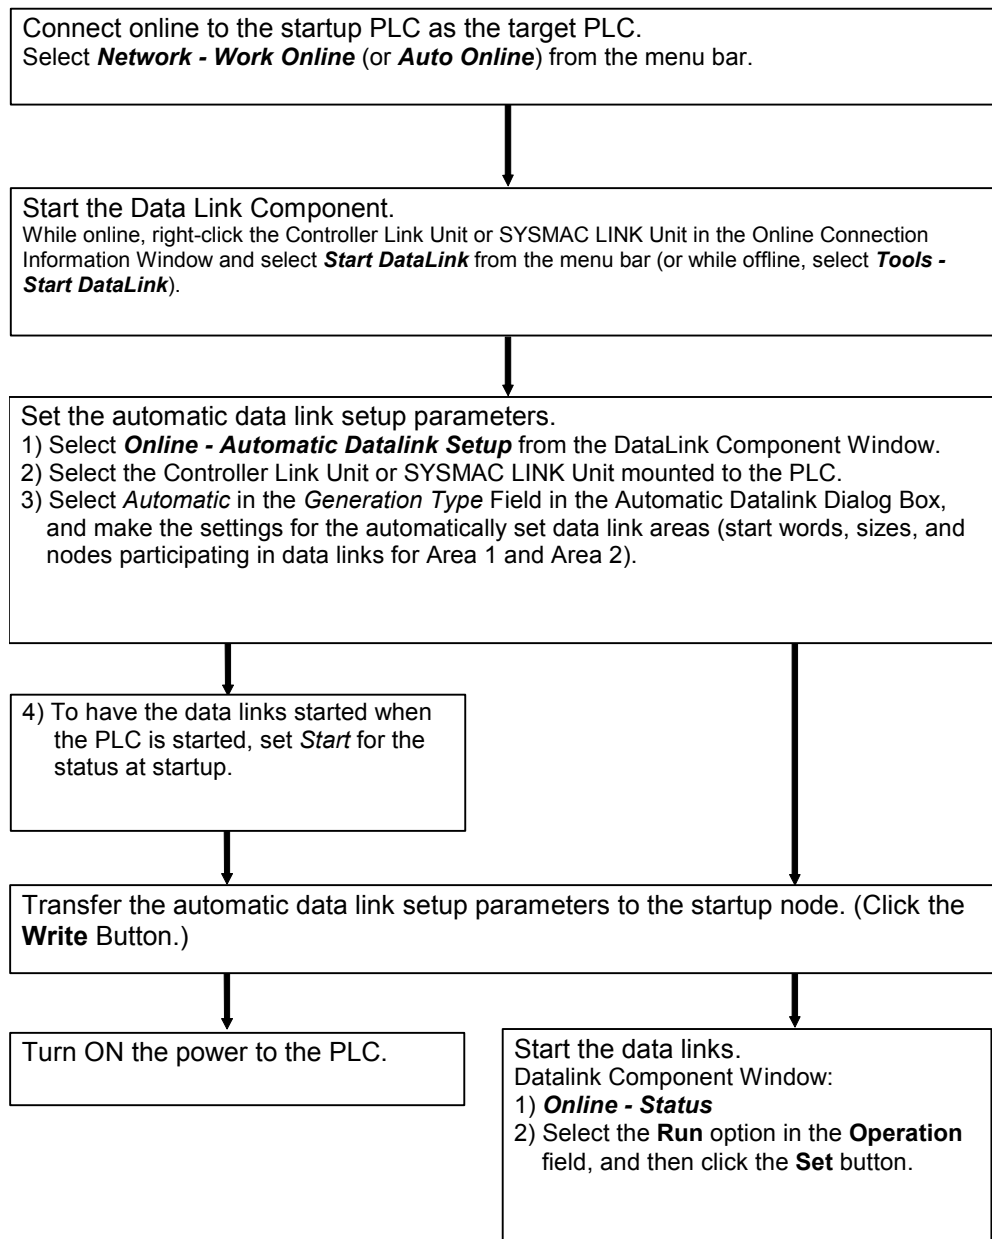 Connect online to the startup PLC as the target PLC.
Select Network - Work Online (or Auto Online) from the menu bar.
Start the Data Link Component.
While online, right-click the Controller Link Unit or SYSMAC LINK Unit in the Online Connection
Information Window and select Start DataLink from the menu bar (or while offline, select Tools -
Start DataLink).
Set the automatic data link setup parameters.
1) Select Online - Automatic Datalink Setup from the DataLink Component Window.
2) Select the Controller Link Unit or SYSMAC LINK Unit mounted to the PLC.
3) Select Automatic in the Generation Type Field in the Automatic Datalink Dialog Box,
and make the settings for the automatically set data link areas (start words, sizes, and
nodes participating in data links for Area 1 and Area 2).
4) To have the data links started when
the PLC is started, set Start for the
status at startup.
Transfer the automatic data link setup parameters to the startup node. (Click the
Write Button.)
Turn ON the power to the PLC.
Start the data links.
Datalink Component Window:
1) Online - Status
2) Select the Run option in the Operation
field, and then click the Set button.